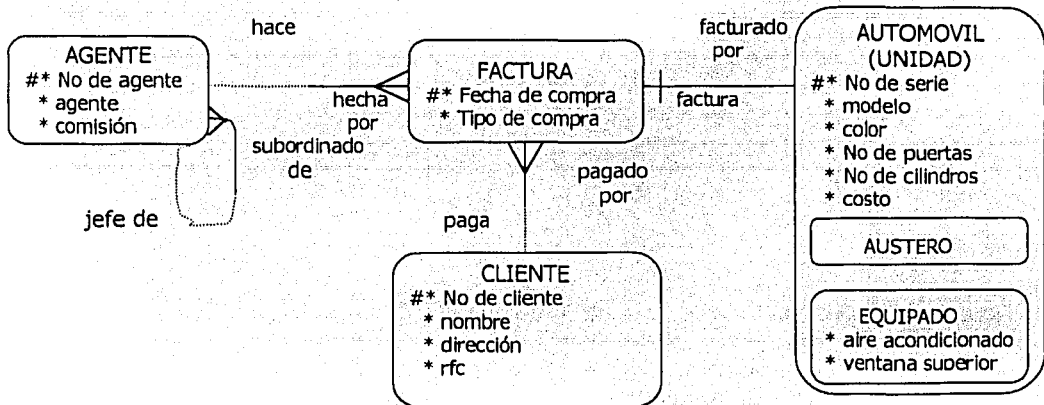 hace
AGENTE
#* No de agente
* agente
* comisión
hecha
por
subordinado
de
jefe de
FACTURA
#* Fecha de compra
* Tipo de compra
facturado
por
factura
pagado
por
paga
CLIENTE
#* No de cliente
* nombre
* dirección
* rfc
AUTOMOVIL
(UNIDAD)
#* No de serie
* modelo
* color
* No de puertas
* No de cilindros
* costo
AUSTERO
EQUIPADO
* aire acondicionado
* ventana superior